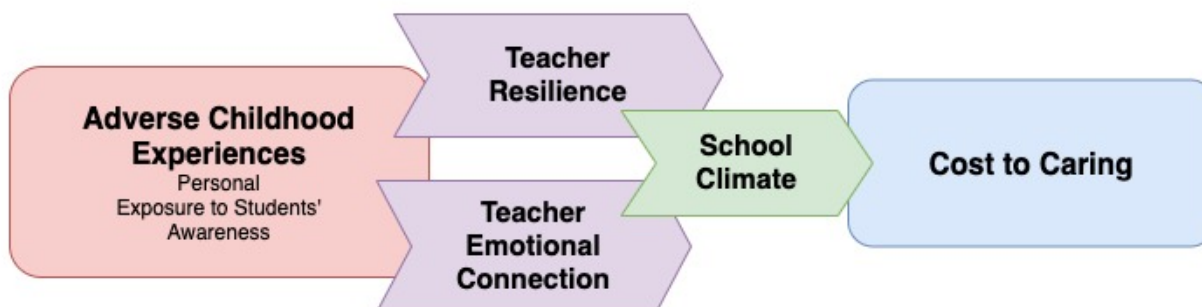 Adverse Childhood
Experiences
Personal
Exposure to Students'
Awareness
Teacher
Resilience
Teacher
Emotional
Connection
School
Climate
Cost to Caring